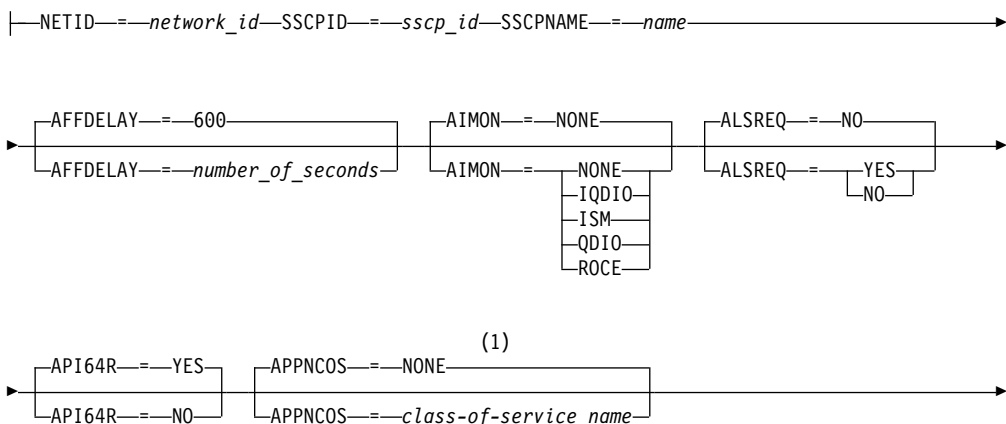 NETID = network_id SSCPID = sscp_id SSCPNAME = name
AFFDELAY = 600 AIMON = NONE ALSREQ = NO
AFFDELAY = number_of_seconds AIMON = NONE ALSREQ = YES
IQDIO NO
ISM
QDIO
ROCE
(1)
API64R = YES APPNCOS = NONE
API64R = NO APPNCOS = class-of-service name